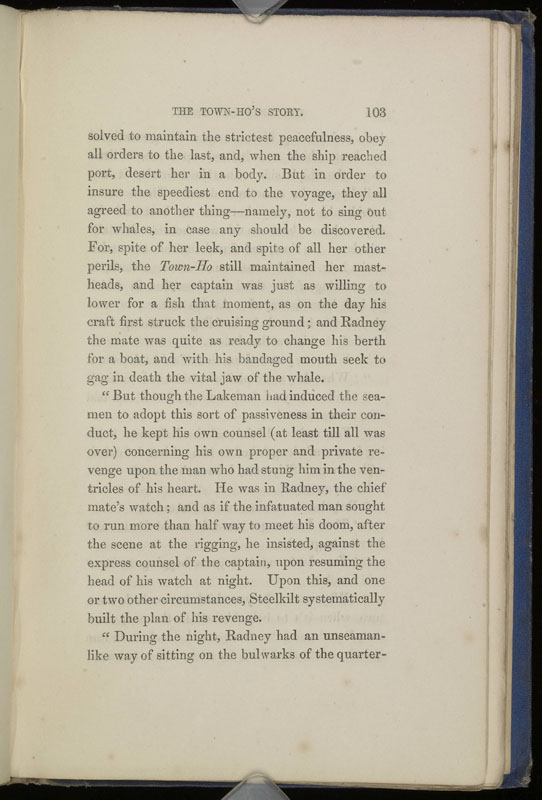 THE TOWN-HO'S STORY. 103
solved to maintain the strictest peacefulness, obey
all orders to the last, and, when the ship reached
port, desert her in a body. But in order to
insure the speediest end to the voyage, they all
agreed to another thing—namely, not to sing out
for whales, in case any should be discovered.
For, spite of her leek, and spite of all her other
perils, the Town-Ho still maintained her mast-
heads, and her captain was just as willing to
lower for a fish that moment, as on the day his
craft first struck the cruising ground; and Radney
the mate was quite as ready to change his berth
for a boat, and with his bandaged mouth seek to
gag in death the vital jaw of the whale.
“ But though the Lakeman had induced the sea-
men to adopt this sort of passiveness in their con-
duct, he kept his own counsel (at least till all was
over) concerning his own proper and private re-
venge upon the man who had stung him in the ven-
tricles of his heart. He was in Radney, the chief
mate's watch; and as if the infatuated man sought
to run more than half way to meet his doom, after
the scene at the rigging, he insisted, against the
express counsel of the captain, upon resuming the
head of his watch at night. Upon this, and one
or two other circumstances, Steelkilt systematically
built the plan of his revenge.
“ During the night, Radney had an unseaman-
like way of sitting on the bulwarks of the quarter-